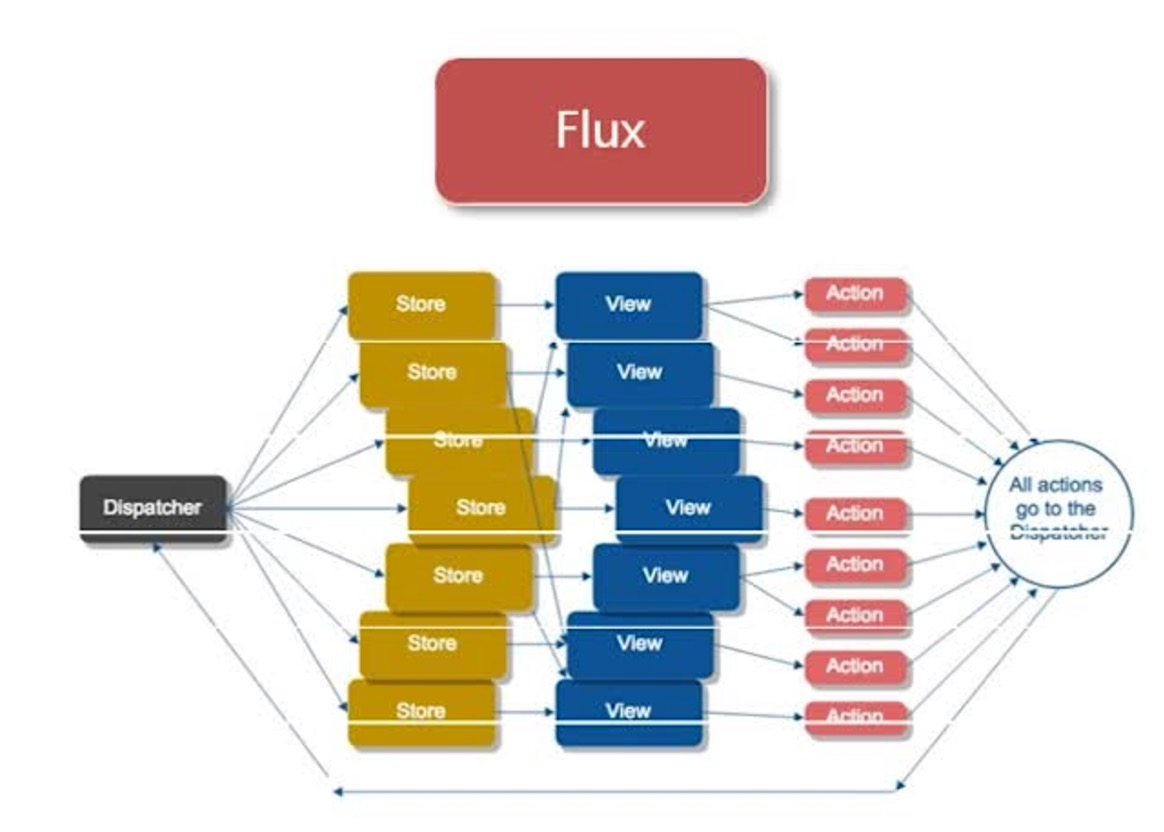 Flux
Store
View
Action
Action
Store
View
Action
Store
View
Action
Dispatcher
Store
View
Action
All actions
go to the
Dispatcher
Store
View
Action
Action
Store
View
Action
Store
View
Action